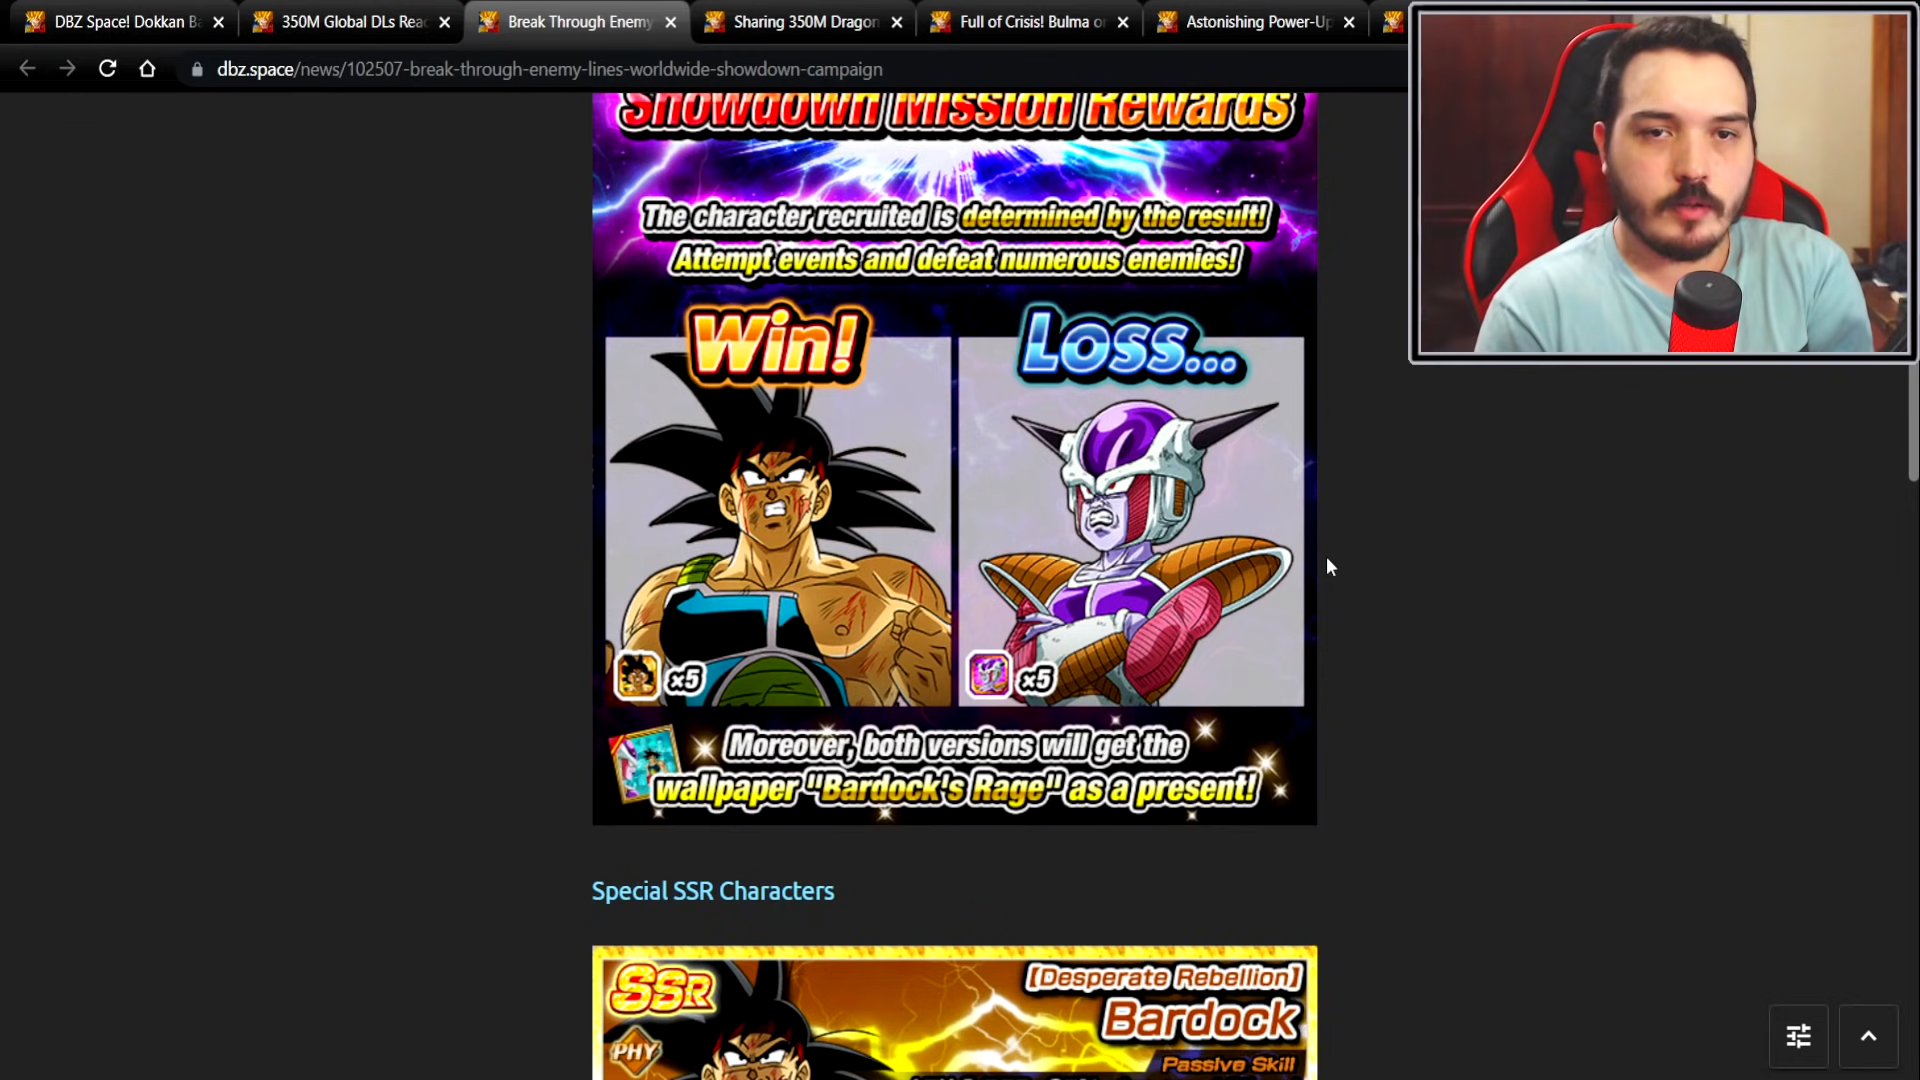 DBZ Space! Dokkan Ba
350M Global DLs Rea
Break Through Enemy
Sharing 350M Dragon
Full of Crisis! Bulma or
Astonishing Power-Up
dbz.space/news/102507-break-through-enemy-lines-worldwide-showdown-campaign
Showdown Mission Rewards
The character recruited is determined by the result!
Attempt events and defeat numerous enemies!
Win!
Loss...
x5
x5
Moreover, both versions will get the
wallpaper "Bardock's Rage" as a present!
Special SSR Characters
SSR
[Desperate Rebellion]
Bardock
PHY
Passive Skill